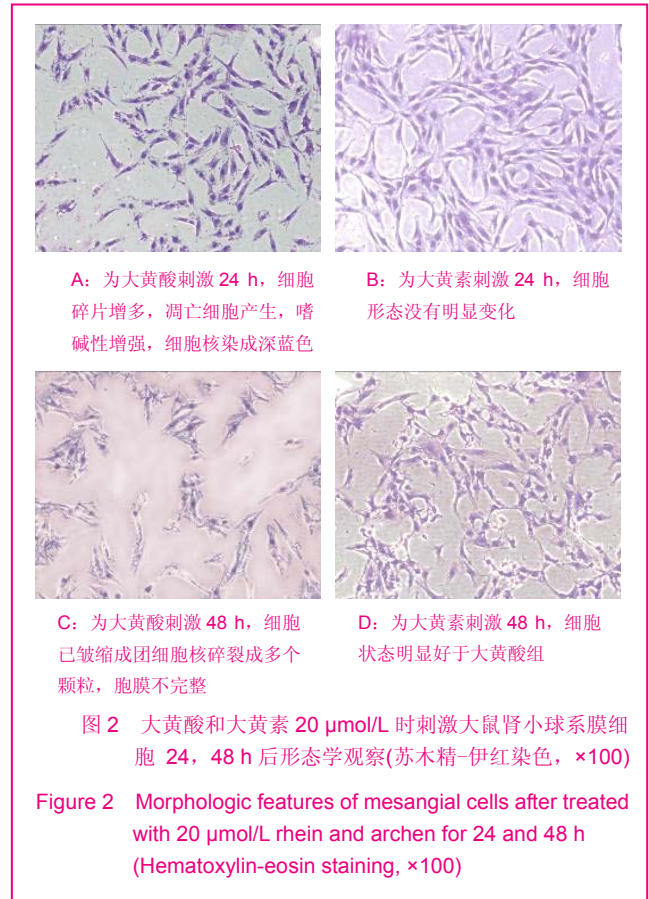 A：为大黄酸刺激 24 h，细胞
碎片增多，凋亡细胞产生，嗜
碱性增强，细胞核染成深蓝色
B：为大黄素刺激 24 h，细胞
形态没有明显变化
C：为大黄酸刺激 48 h，细胞
已皱缩成团细胞核碎裂成多个
颗粒，胞膜不完整
D：为大黄素刺激 48 h，细胞
状态明显好于大黄酸组
图 2 大黄酸和大黄素 20 μmol/L 时刺激大鼠肾小球系膜细
胞 24，48 h 后形态学观察(苏木精-伊红染色，×100)
Figure 2 Morphologic features of mesangial cells after treated
with 20 μmol/L rhein and archen for 24 and 48 h
(Hematoxylin-eosin staining, ×100)